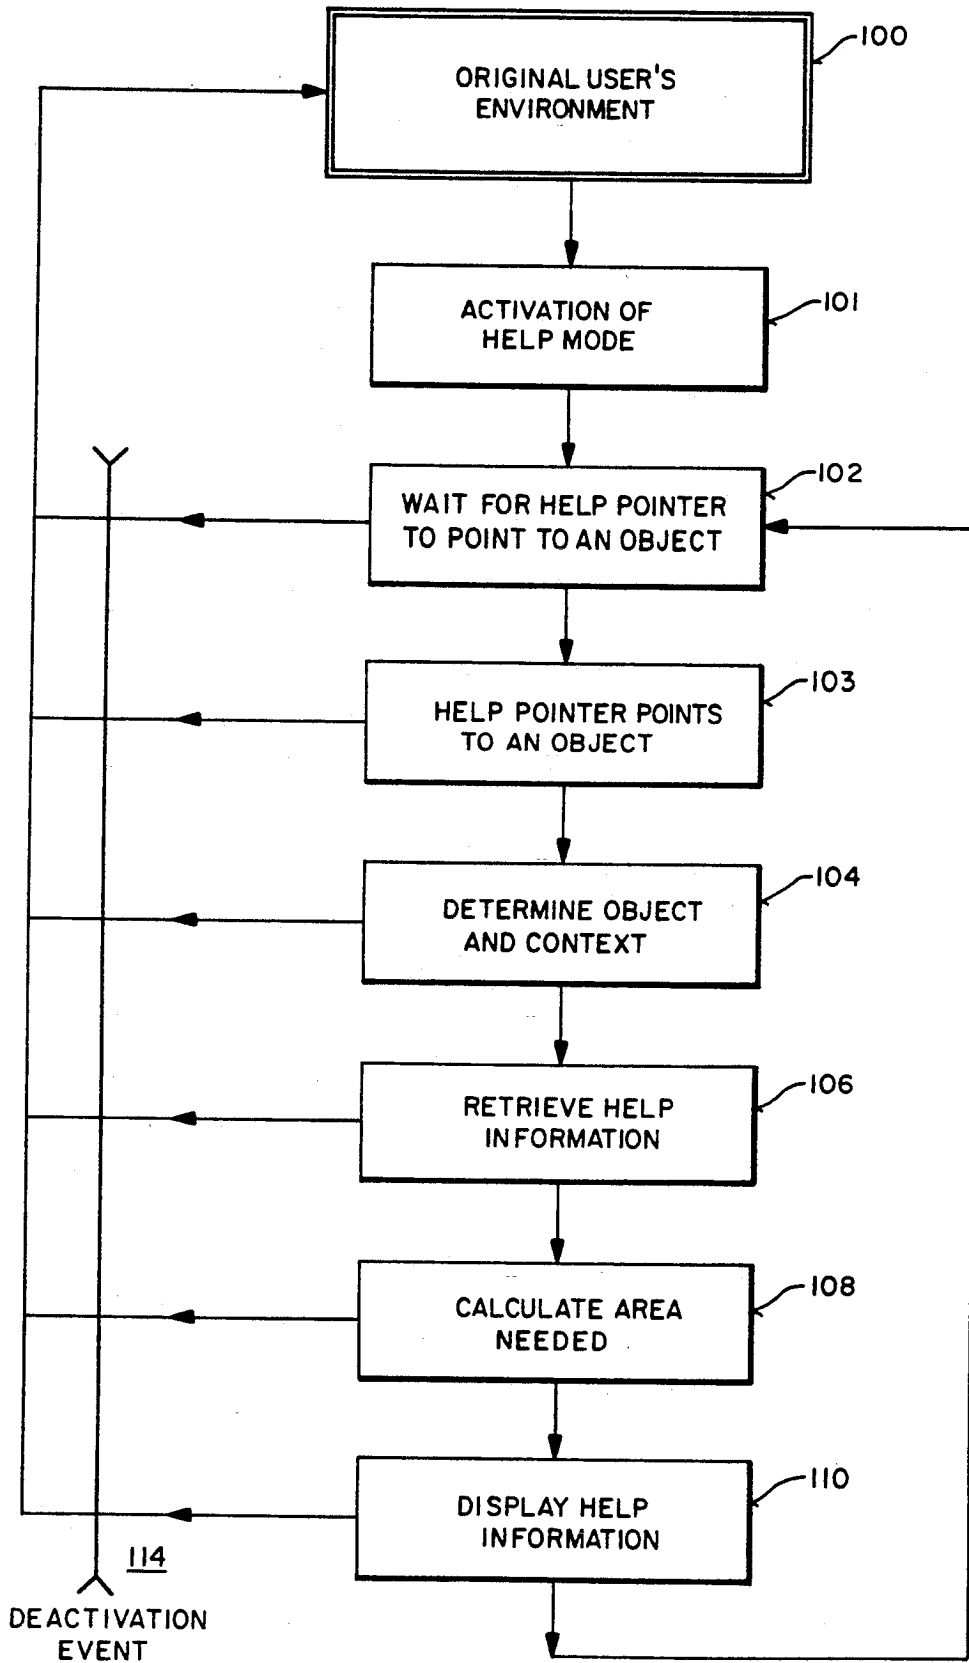 100
ORIGINAL USER'S
ENVIRONMENT
101
ACTIVATION OF
HELP MODE
102
WAIT FOR HELP POINTER
TO POINT TO AN OBJECT
103
HELP POINTER POINTS
TO AN OBJECT
104
DETERMINE OBJECT
AND CONTEXT
106
RETRIEVE HELP
INFORMATION
108
CALCULATE AREA
NEEDED
110
DISPLAY HELP
INFORMATION
114
DEACTIVATION
EVENT